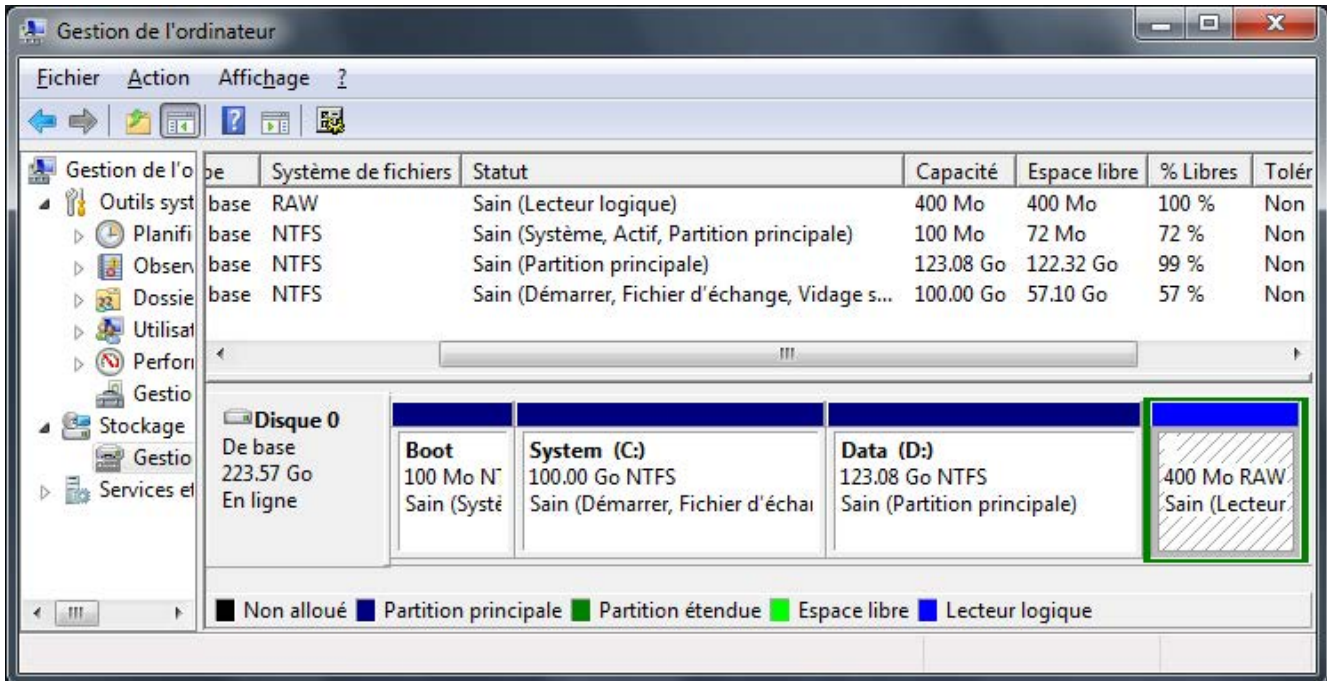 Gestion de l'ordinateur
Fichier Action Affichage ?
Gestion de l'o
Outils syst
Planifi
Observ
Dossie
Utilisat
Perfor
Gestio
Stockage
Gestio
Services et
pe Système de fichiers Statut Capacité Espace libre % Libres Tolér
base RAW Sain (Lecteur logique) 400 Mo 400 Mo 100 % Non
base NTFS Sain (Système, Actif, Partition principale) 100 Mo 72 Mo 72 % Non
base NTFS Sain (Partition principale) 123.08 Go 122.32 Go 99 % Non
base NTFS Sain (Démarrer, Fichier d'échange, Vidage s... 100.00 Go 57.10 Go 57 % Non
Disque 0
De base
223.57 Go
En ligne
Boot
100 Mo NT
Sain (Systè
System (C:)
100.00 Go NTFS
Sain (Démarrer, Fichier d'échai
Data (D:)
123.08 Go NTFS
Sain (Partition principale)
400 Mo RAW
Sain (Lecteur
Non alloué Partition principale Partition étendue Espace libre Lecteur logique